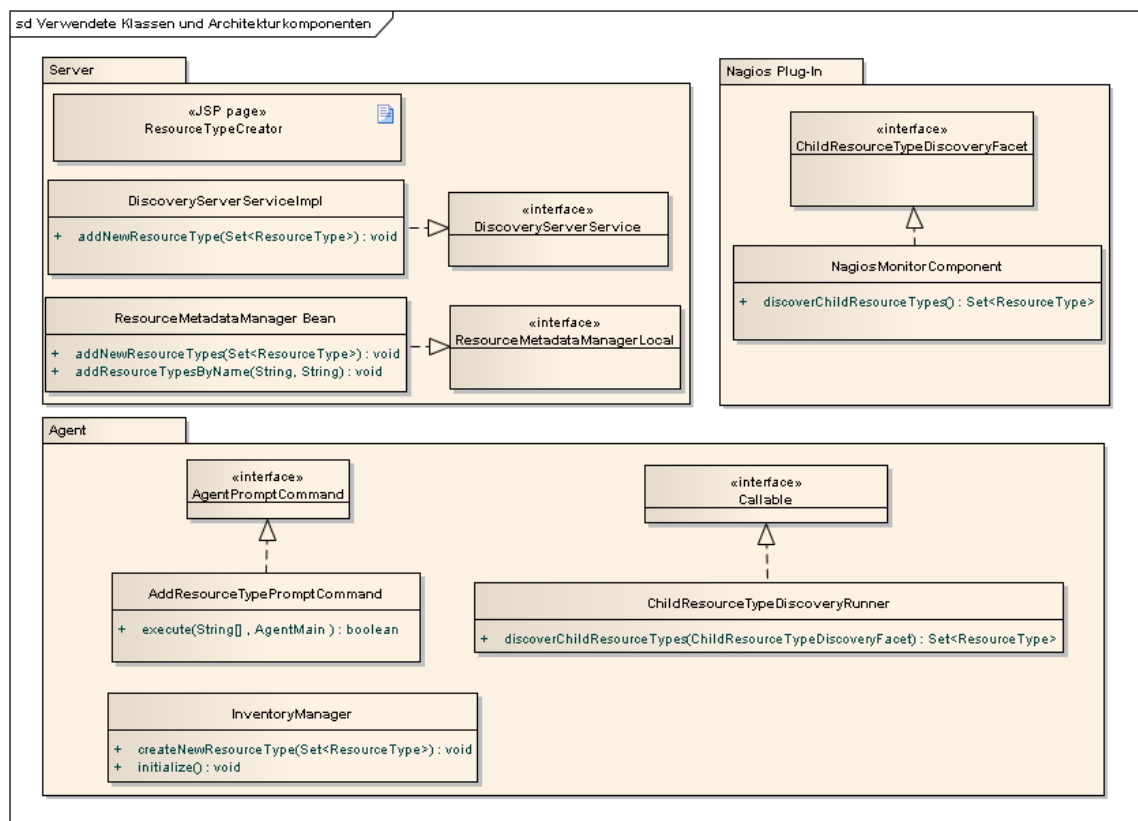 sd Verwendete Klassen und Architekturkomponenten
Server
«JSP page»
ResourceTypeCreator
DiscoveryServerServiceImpl
+ addNewResourceType(Set<ResourceType>) : void
«interface»
DiscoveryServerService
ResourceMetadataManager Bean
+ addNewResourceTypes(Set<ResourceType>) : void
+ addResourceTypesByName(String, String) : void
«interface»
ResourceMetadataManagerLocal
Nagios Plug-In
«interface»
ChildResourceTypeDiscoveryFacet
NagiosMonitorComponent
+ discoverChildResourceTypes() : Set<ResourceType>
Agent
«interface»
AgentPromptCommand
AddResourceTypePromptCommand
+ execute(String[] , AgentMain ) : boolean
«interface»
Callable
ChildResourceTypeDiscoveryRunner
+ discoverChildResourceTypes(ChildResourceTypeDiscoveryFacet) : Set<ResourceType>
InventoryManager
+ createNewResourceType(Set<ResourceType>) : void
+ initialize() : void